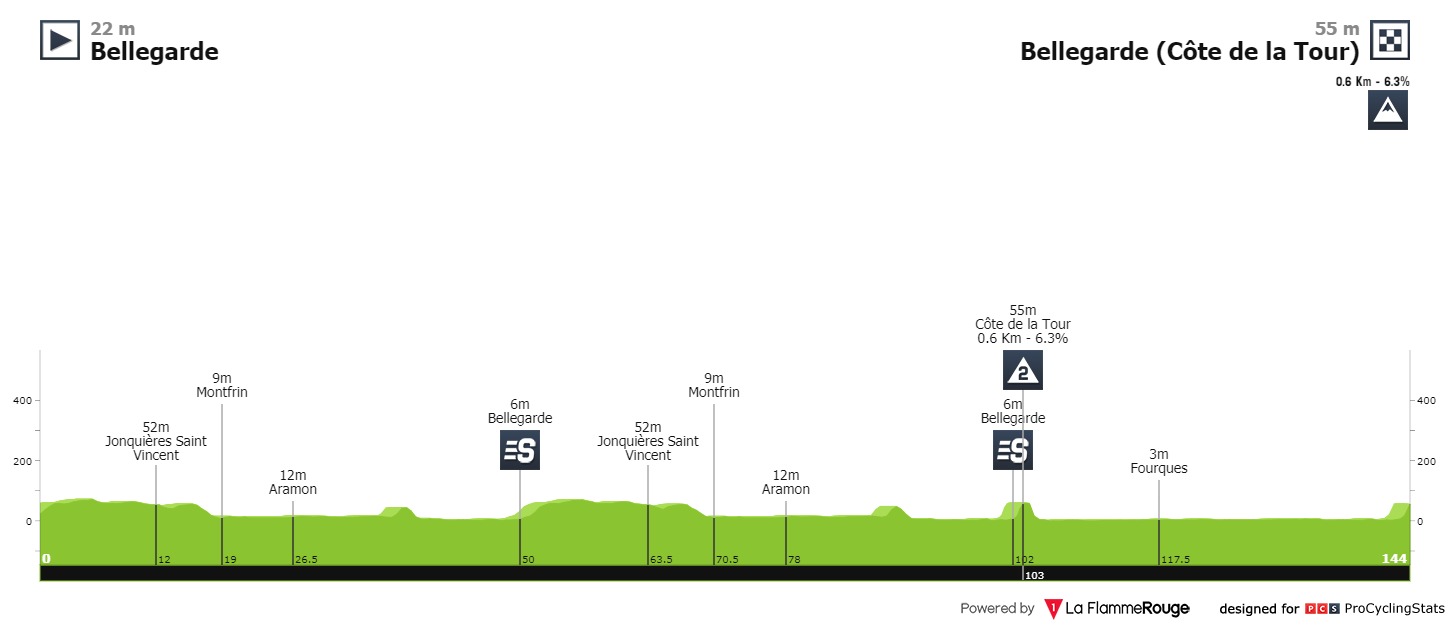 22 m
Bellegarde
55 m
Bellegarde (Côte de la Tour)
0.6 Km - 6.3%
55m
Côte de la Tour
0.6 Km - 6.3%
2
9m
Montfrin
9m
Montfrin
6m
Bellegarde
S
6m
Bellegarde
S
52m
Jonquières Saint
Vincent
52m
Jonquières Saint
Vincent
12m
Aramon
12m
Aramon
3m
Fourques
400
200
0
400
200
0
0
12
19
26.5
50
63.5
70.5
78
102
117.5
144
103
Powered by 1 La FlammeRouge designed for PCS ProCyclingStats